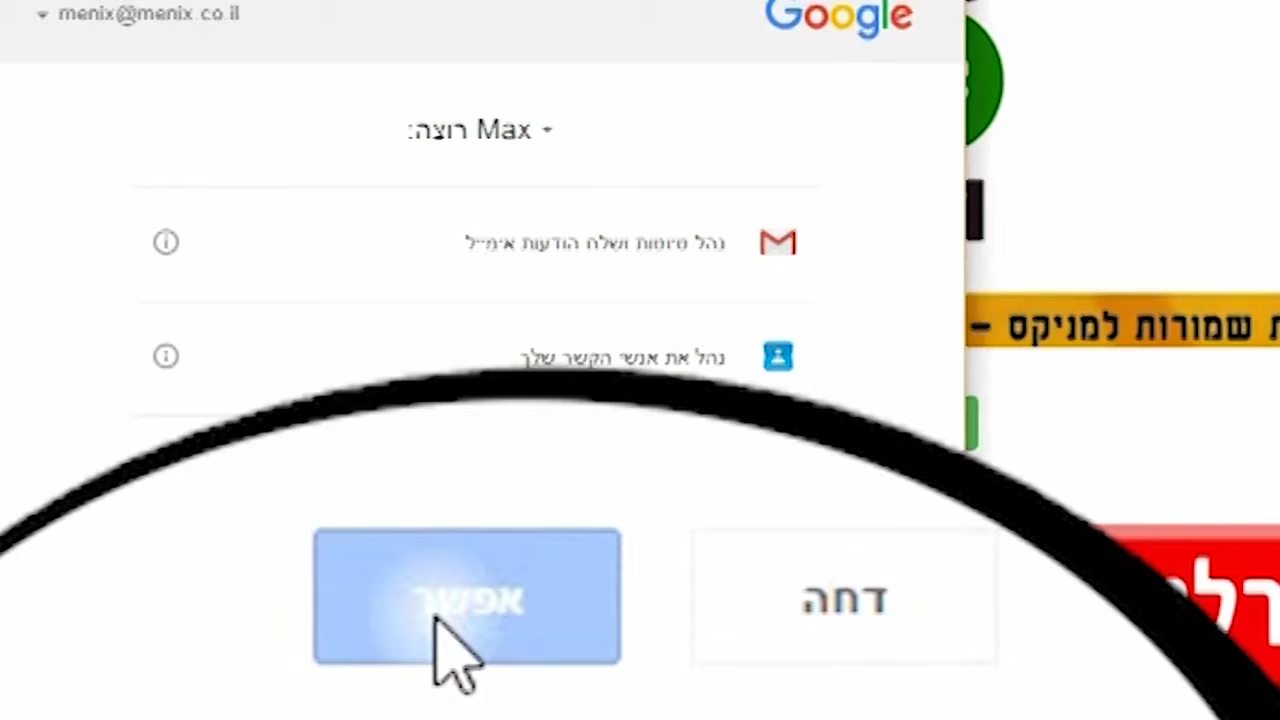 menix@menix.co.il
Google
Max רוצה:
נהל טיוטות ושלח הודעות אימייל
נהל את אנשי הקשר שלך
שמורות למניקס –
דחה
אפשר